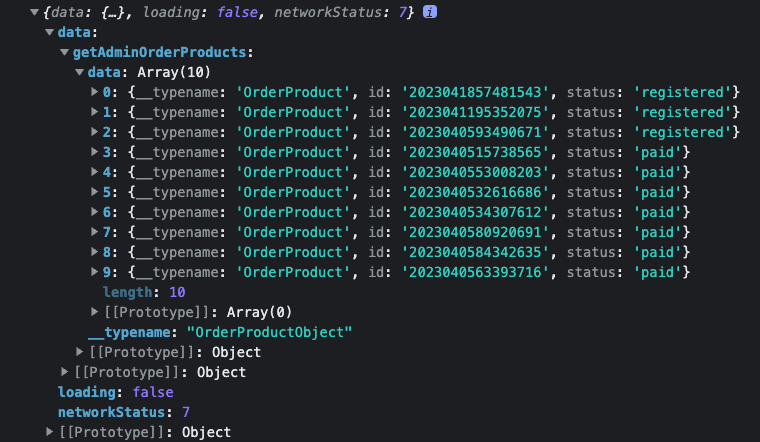 {data: {…}, loading: false, networkStatus: 7} i
data:
getAdminOrderProducts:
data: Array(10)
0: {__typename: 'OrderProduct', id: '2023041857481543', status: 'registered'}
1: {__typename: 'OrderProduct', id: '2023041195352075', status: 'registered'}
2: {__typename: 'OrderProduct', id: '2023040593490671', status: 'registered'}
3: {__typename: 'OrderProduct', id: '2023040515738565', status: 'paid'}
4: {__typename: 'OrderProduct', id: '2023040553008203', status: 'paid'}
5: {__typename: 'OrderProduct', id: '2023040532616686', status: 'paid'}
6: {__typename: 'OrderProduct', id: '2023040534307612', status: 'paid'}
7: {__typename: 'OrderProduct', id: '2023040580920691', status: 'paid'}
8: {__typename: 'OrderProduct', id: '2023040584342635', status: 'paid'}
9: {__typename: 'OrderProduct', id: '2023040563393716', status: 'paid'}
length: 10
[[Prototype]]: Array(0)
__typename: "OrderProductObject"
[[Prototype]]: Object
[[Prototype]]: Object
loading: false
networkStatus: 7
[[Prototype]]: Object